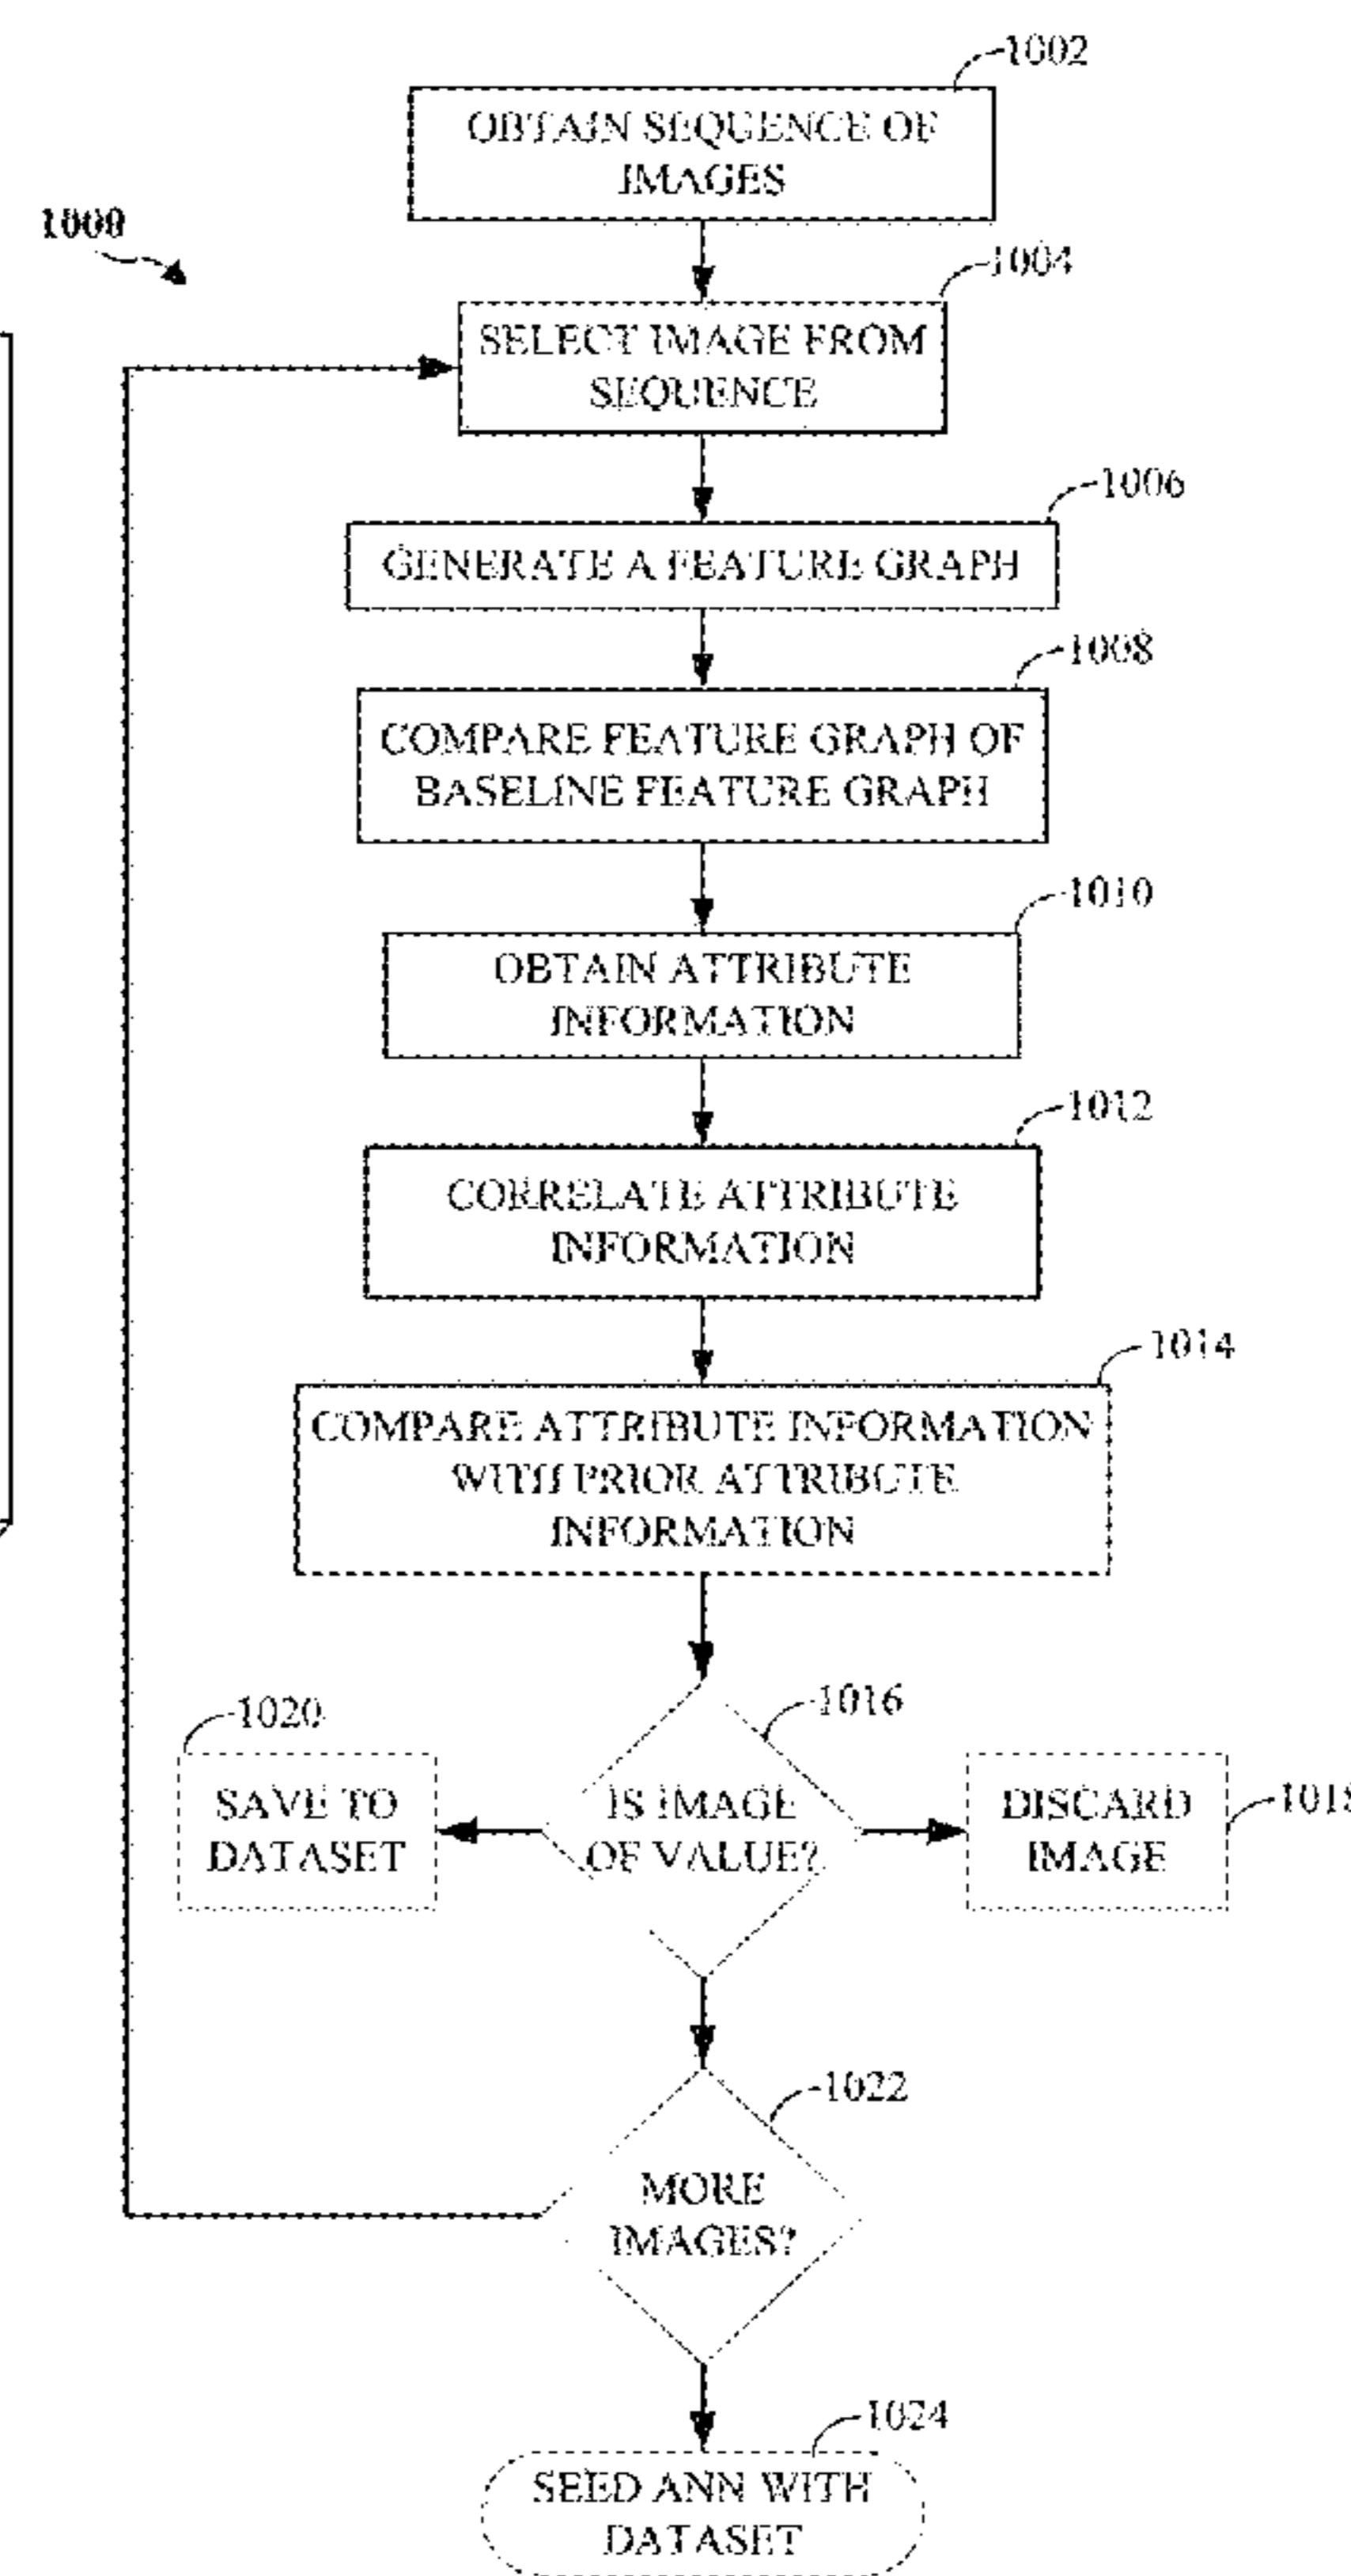 1002
OBTAIN SEQUENCE OF
IMAGES
1000
1004
SELECT IMAGE FROM
SEQUENCE
1006
GENERATE A FEATURE GRAPH
1008
COMPARE FEATURE GRAPH OF
BASELINE FEATURE GRAPH
1010
OBTAIN ATTRIBUTE
INFORMATION
1012
CORRELATE ATTRIBUTE
INFORMATION
1014
COMPARE ATTRIBUTE INFORMATION
WITH PRIOR ATTRIBUTE
INFORMATION
1016
1020
SAVE TO
DATASET
IS IMAGE
OF VALUE?
DISCARD
IMAGE
1018
1022
MORE
IMAGES?
1024
SEED ANN WITH
DATASET